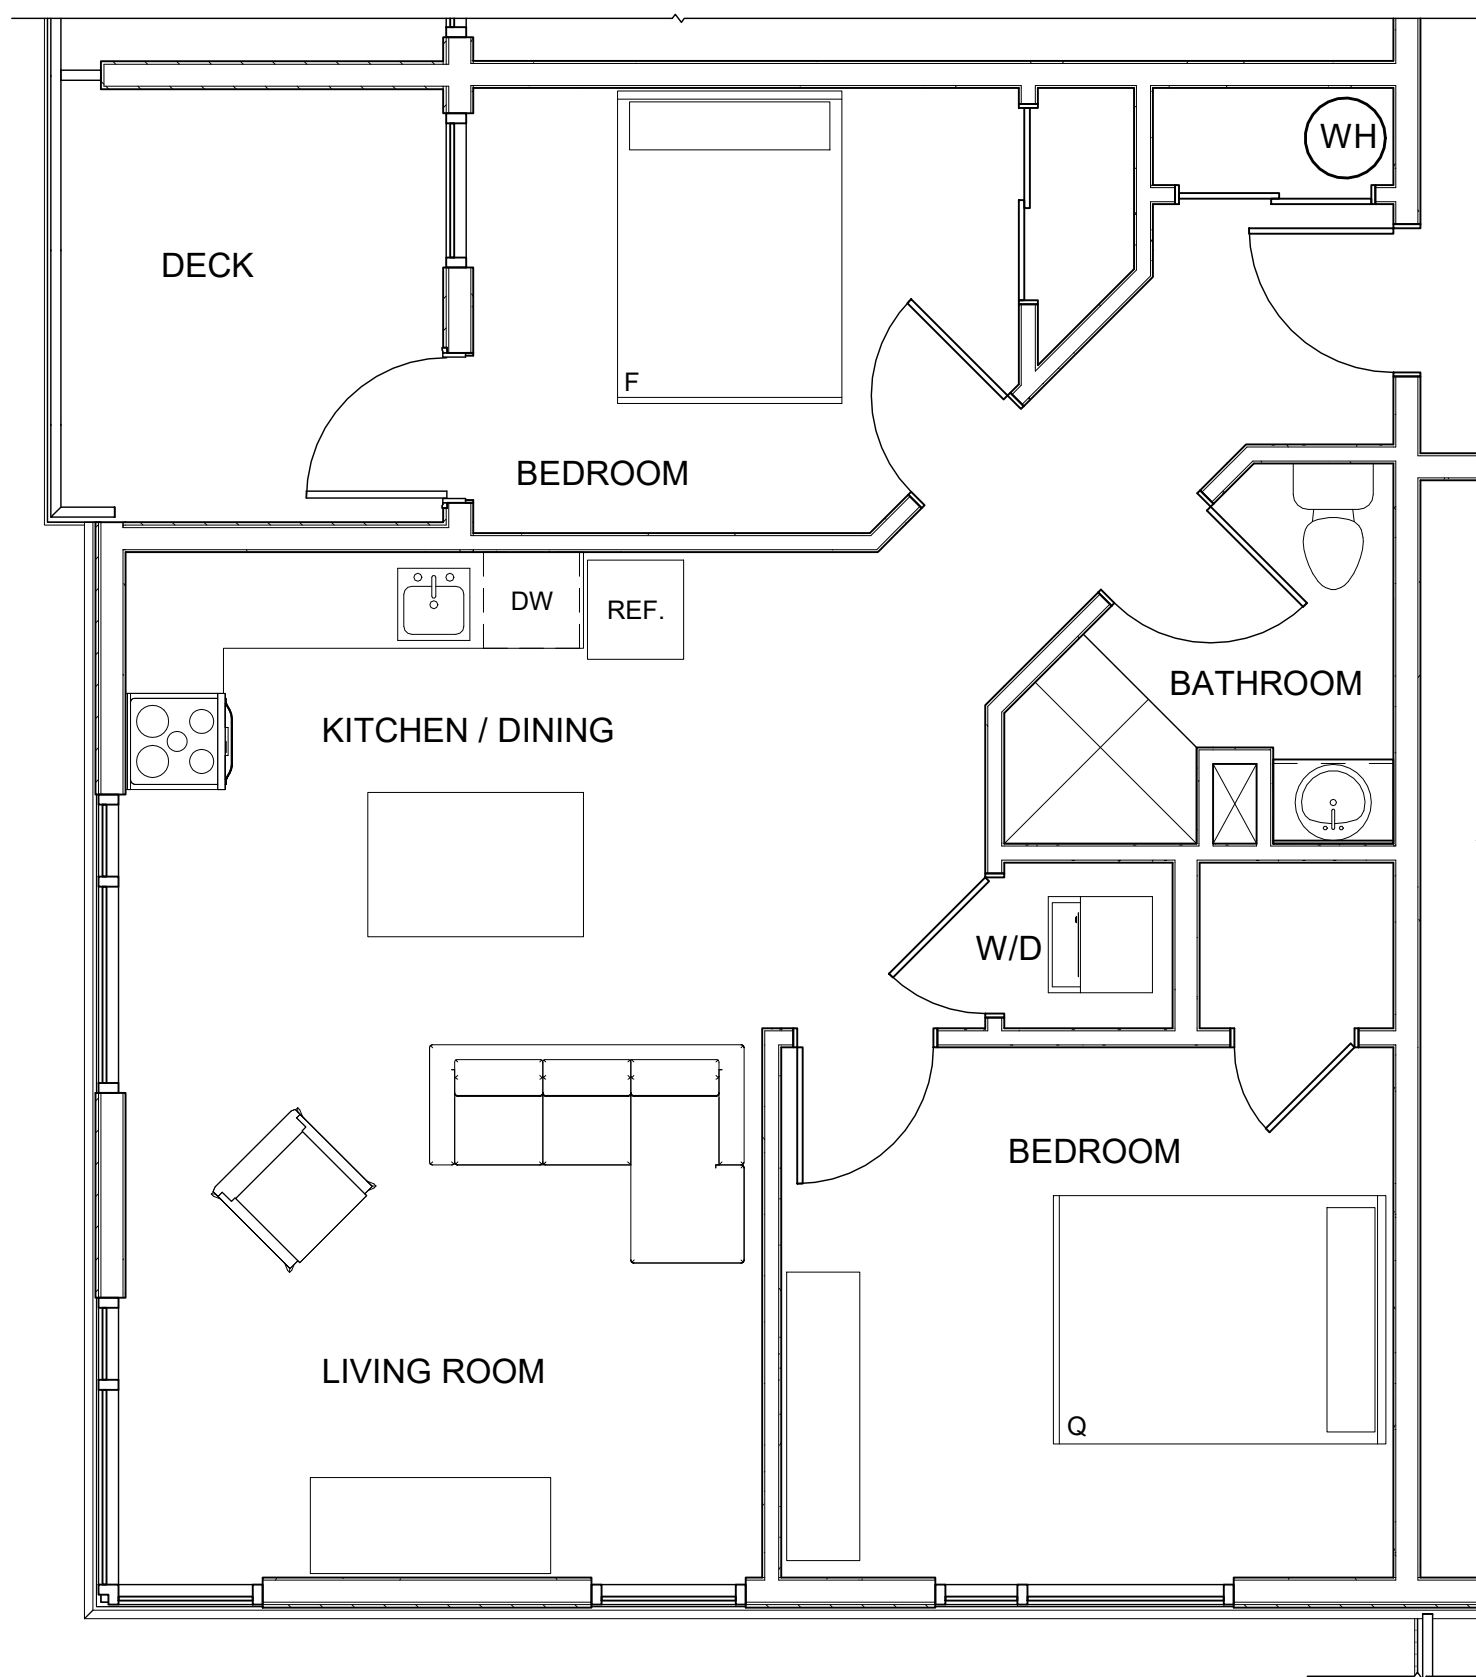 WH
DECK
F
BEDROOM
DW
REF.
BATHROOM
KITCHEN / DINING
W/D
BEDROOM
LIVING ROOM
Q